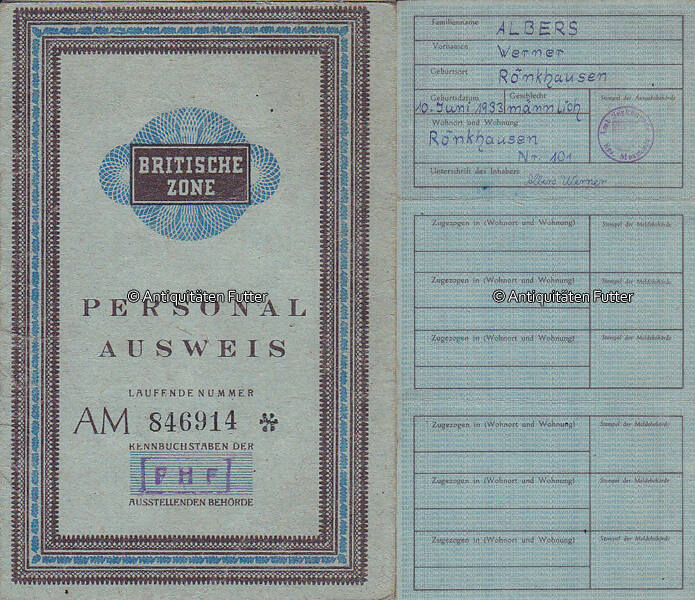 BRITISCHE
ZONE
© Antiquitäten Futter
PERSONAL
AUSWEIS
LAUFENDE NUMMER
AM 846914
KENNBUCHSTABEN DER
FHF
AUSSTELLENDEN BEHÖRDE
Familienname
ALBERS
Vornamen
Werner
Geburtsort
Rönkhausen
Geburtsdatum Geschlecht Stempel der Ausgabebehörde
10. Juni 1933 männlich
Wohnort und Wohnung
Rönkhausen
Nr. 101
Unterschrift des Inhabers
Albers Werner
Zugezogen in (Wohnort und Wohnung) Stempel der Meldebehörde
Zugezogen in (Wohnort und Wohnung) Stempel der Meldebehörde
© Antiquitäten Futter
Zugezogen in (Wohnort und Wohnung) Stempel der Meldebehörde
Zugezogen in (Wohnort und Wohnung) Stempel der Meldebehörde
Zugezogen in (Wohnort und Wohnung) Stempel der Meldebehörde
Zugezogen in (Wohnort und Wohnung) Stempel der Meldebehörde